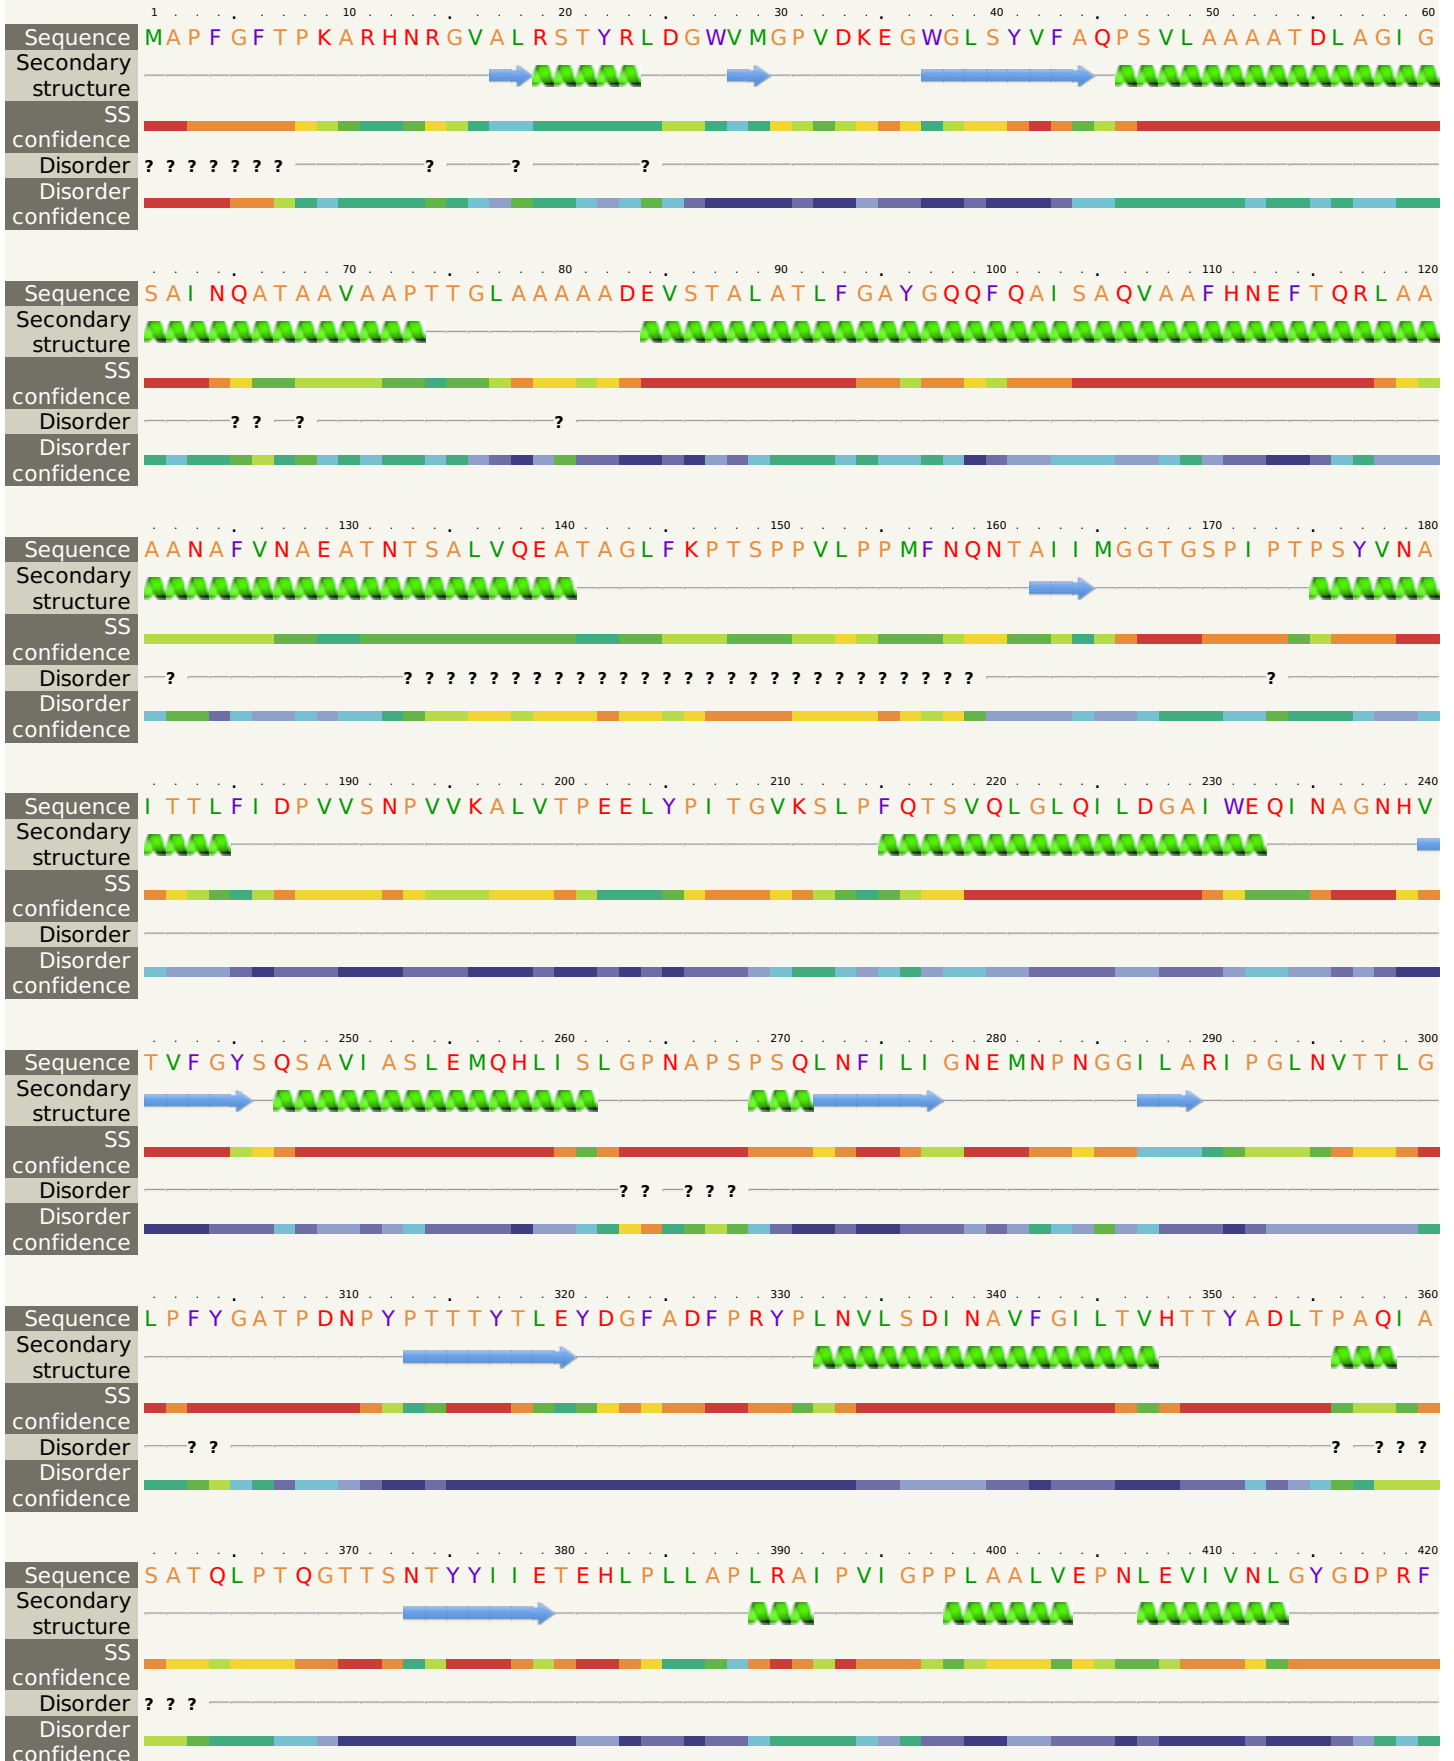 1 10 20 30 40 50 60
Sequence MAPFGFTPKARHNRGVALRSTYRLDGWVMGPVDKEGWGLSYVFAQPSVLAAAATDLAGIG
Secondary
structure
SS
confidence
Disorder ? ? ? ? ? ? ? ? ? ?
Disorder
confidence
70 80 90 100 110 120
Sequence SAINQATAAVAAPTTGLAAAAADEVSTALATLFGAYGQQFQAISAQVAAFHNEFTQRLAA
Secondary
structure
SS
confidence
Disorder ? ? ? ?
Disorder
confidence
130 140 150 160 170 180
Sequence AANAFVNAEATNTSALVQEATAGLFKPTSPPVLPPMFNQNTAIIMGGTGSPIPTPSYVNA
Secondary
structure
SS
confidence
Disorder ? ? ? ? ? ? ? ? ? ? ? ? ? ? ? ? ? ? ? ? ? ? ? ? ? ? ? ? ?
Disorder
confidence
190 200 210 220 230 240
Sequence ITTLFIDPVVSNPVVKALVTPEELYPITGVKSLPFQTSVQLGLQILDGAIWEQINAGNHV
Secondary
structure
SS
confidence
Disorder
Disorder
confidence
250 260 270 280 290 300
Sequence TVFGYSQSAVIASLEMQHLISLGPNAPSPSQLNFILIGNEMNPNGGILARIPGLNVTTLG
Secondary
structure
SS
confidence
Disorder ? ? ? ? ?
Disorder
confidence
310 320 330 340 350 360
Sequence LPFYGATPDNPYPTTTYTLEYDGFADFPRYPLNVLSDINAVFGILTVHTTYADLTPAQIA
Secondary
structure
SS
confidence
Disorder ? ? ? ? ? ?
Disorder
confidence
370 380 390 400 410 420
Sequence SATQLPTQGTTSNTYYIIETEHLPLLAPLRAIPVIGPPLAALVEPNLEVIVNLGYGDPRF
Secondary
structure
SS
confidence
Disorder ? ? ?
Disorder
confidence